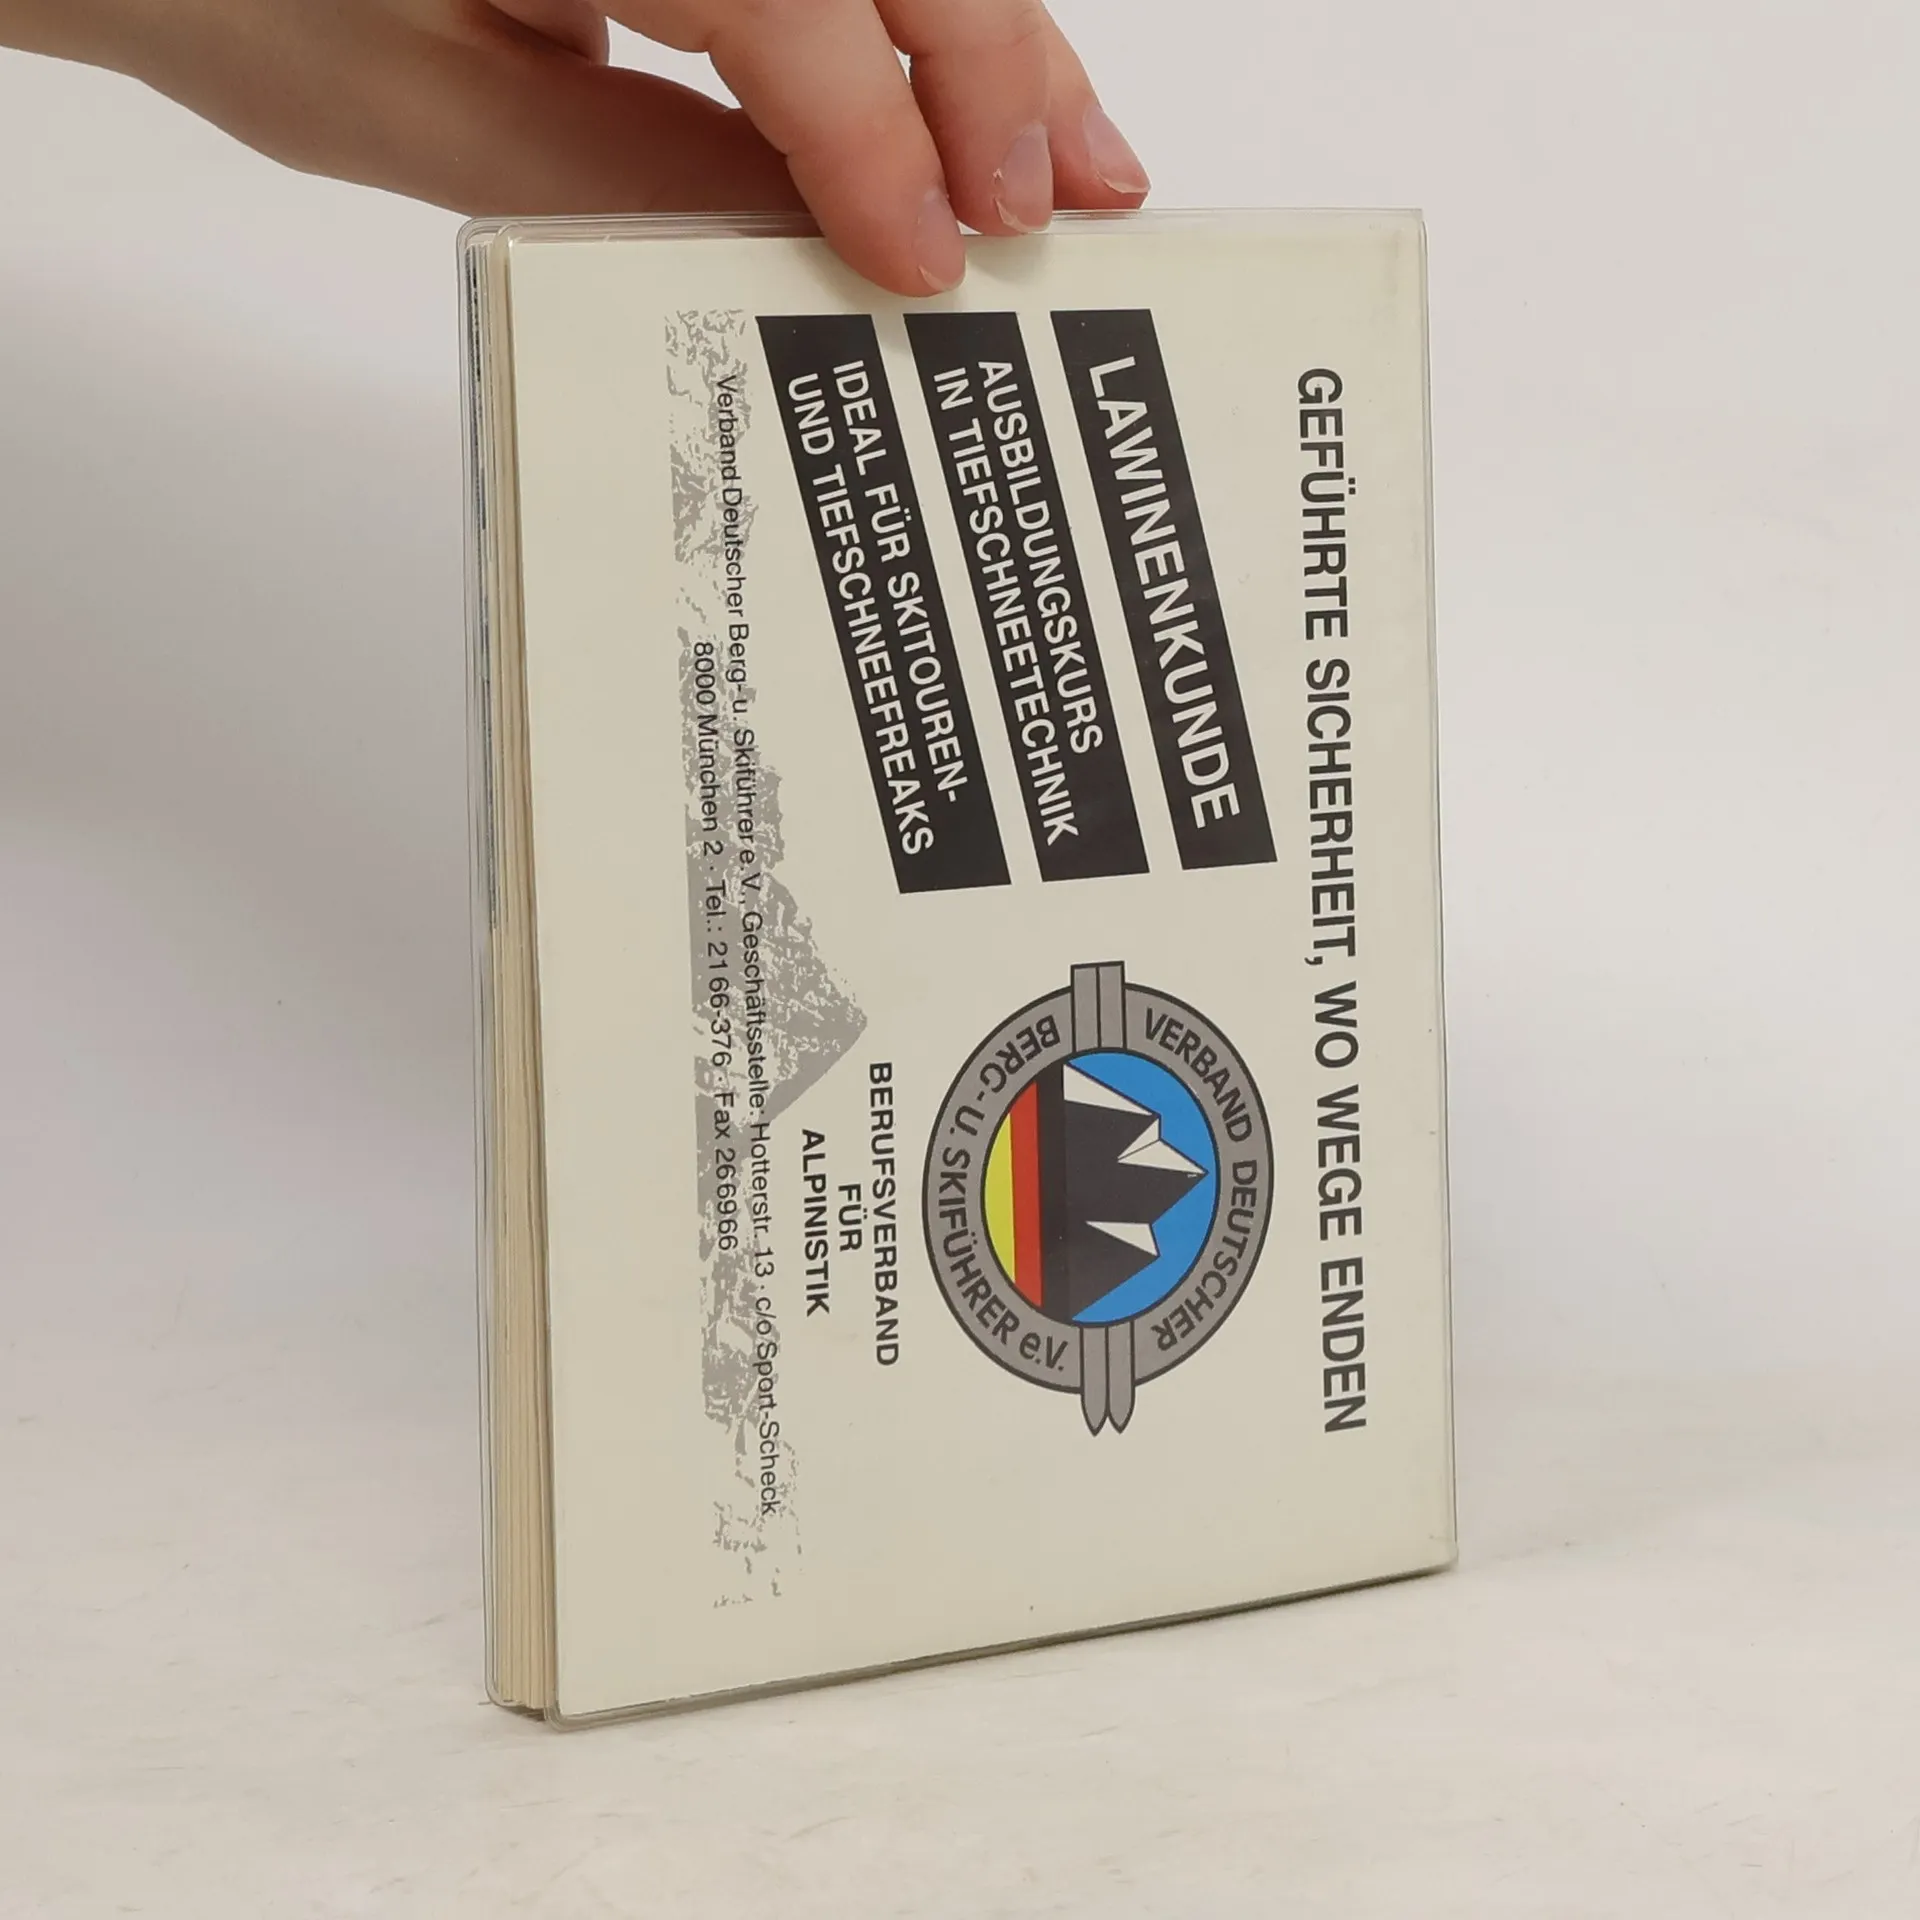 GEFÜHRTE SICHERHEIT, WO WEGE ENDEN
LAWINENKUNDE
AUSBILDUNGSKURS
IN TIEFSCHNEETECHNIK
IDEAL FÜR SKITOUREN-
UND TIEFSCHNEEFREAKS
VERBAND DEUTSCHER
BERG- U. SKIFÜHRER e.V.
BERUFSVERBAND
FÜR
ALPINISTIK
Verband Deutscher Berg- u. Skiführer e.V., Geschäftsstelle: Hotterstr. 13 · c/o Sport-Scheck
8000 München 2 · Tel.: 2166-376 · Fax 266966